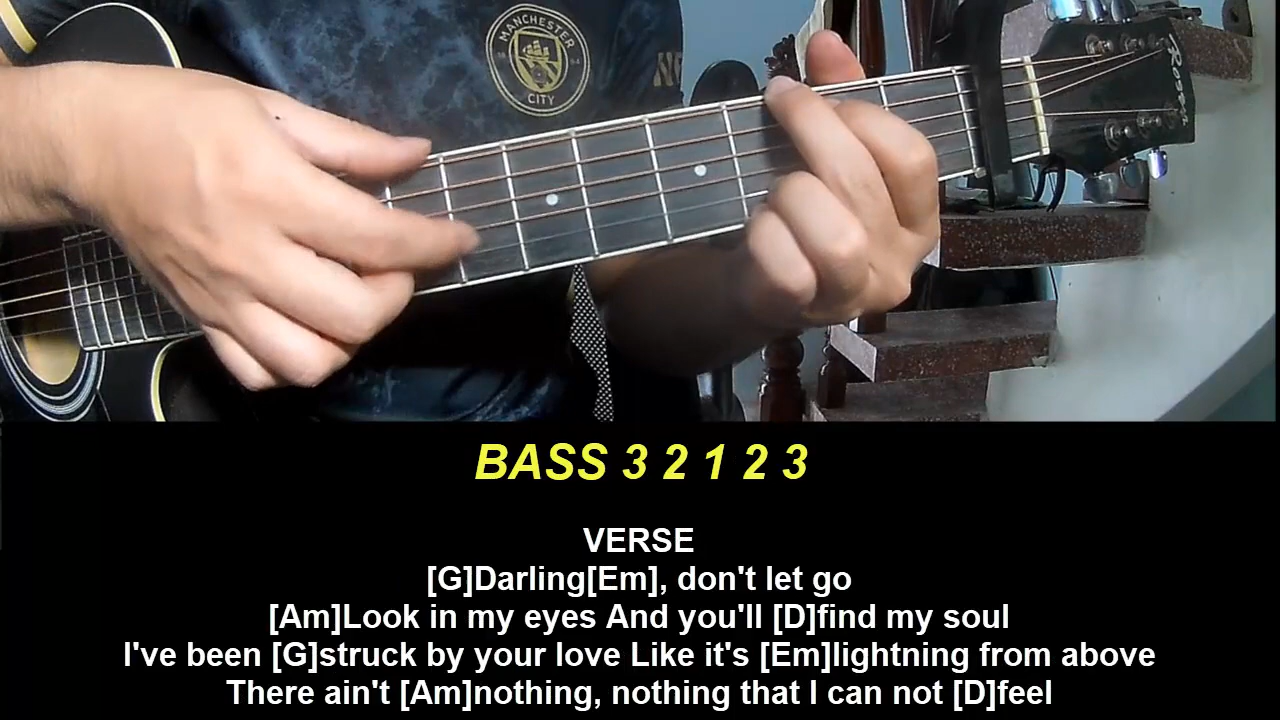 MANCHESTER
CITY
Rosen
BASS 3 2 1 2 3
VERSE
[G]Darling[Em], don't let go
[Am]Look in my eyes And you'll [D]find my soul
I've been [G]struck by your love Like it's [Em]lightning from above
There ain't [Am]nothing, nothing that I can not [D]feel